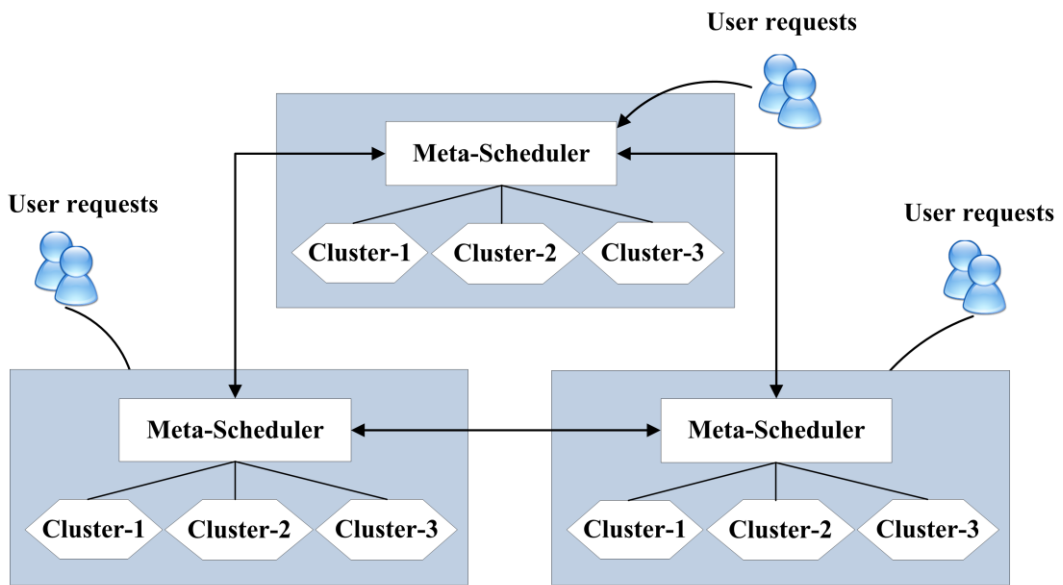 User requests
Meta-Scheduler
Cluster-1
Cluster-2
Cluster-3
User requests
User requests
Meta-Scheduler
Cluster-1
Cluster-2
Cluster-3
Meta-Scheduler
Cluster-1
Cluster-2
Cluster-3